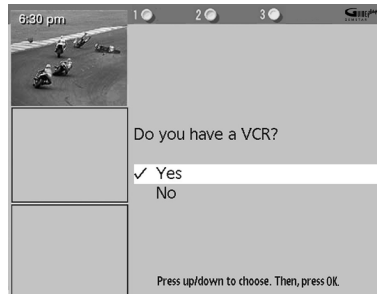 6:30 pm
1
2
3
Do you have a VCR?
✓ Yes
No
Press up/down to choose. Then, press OK.